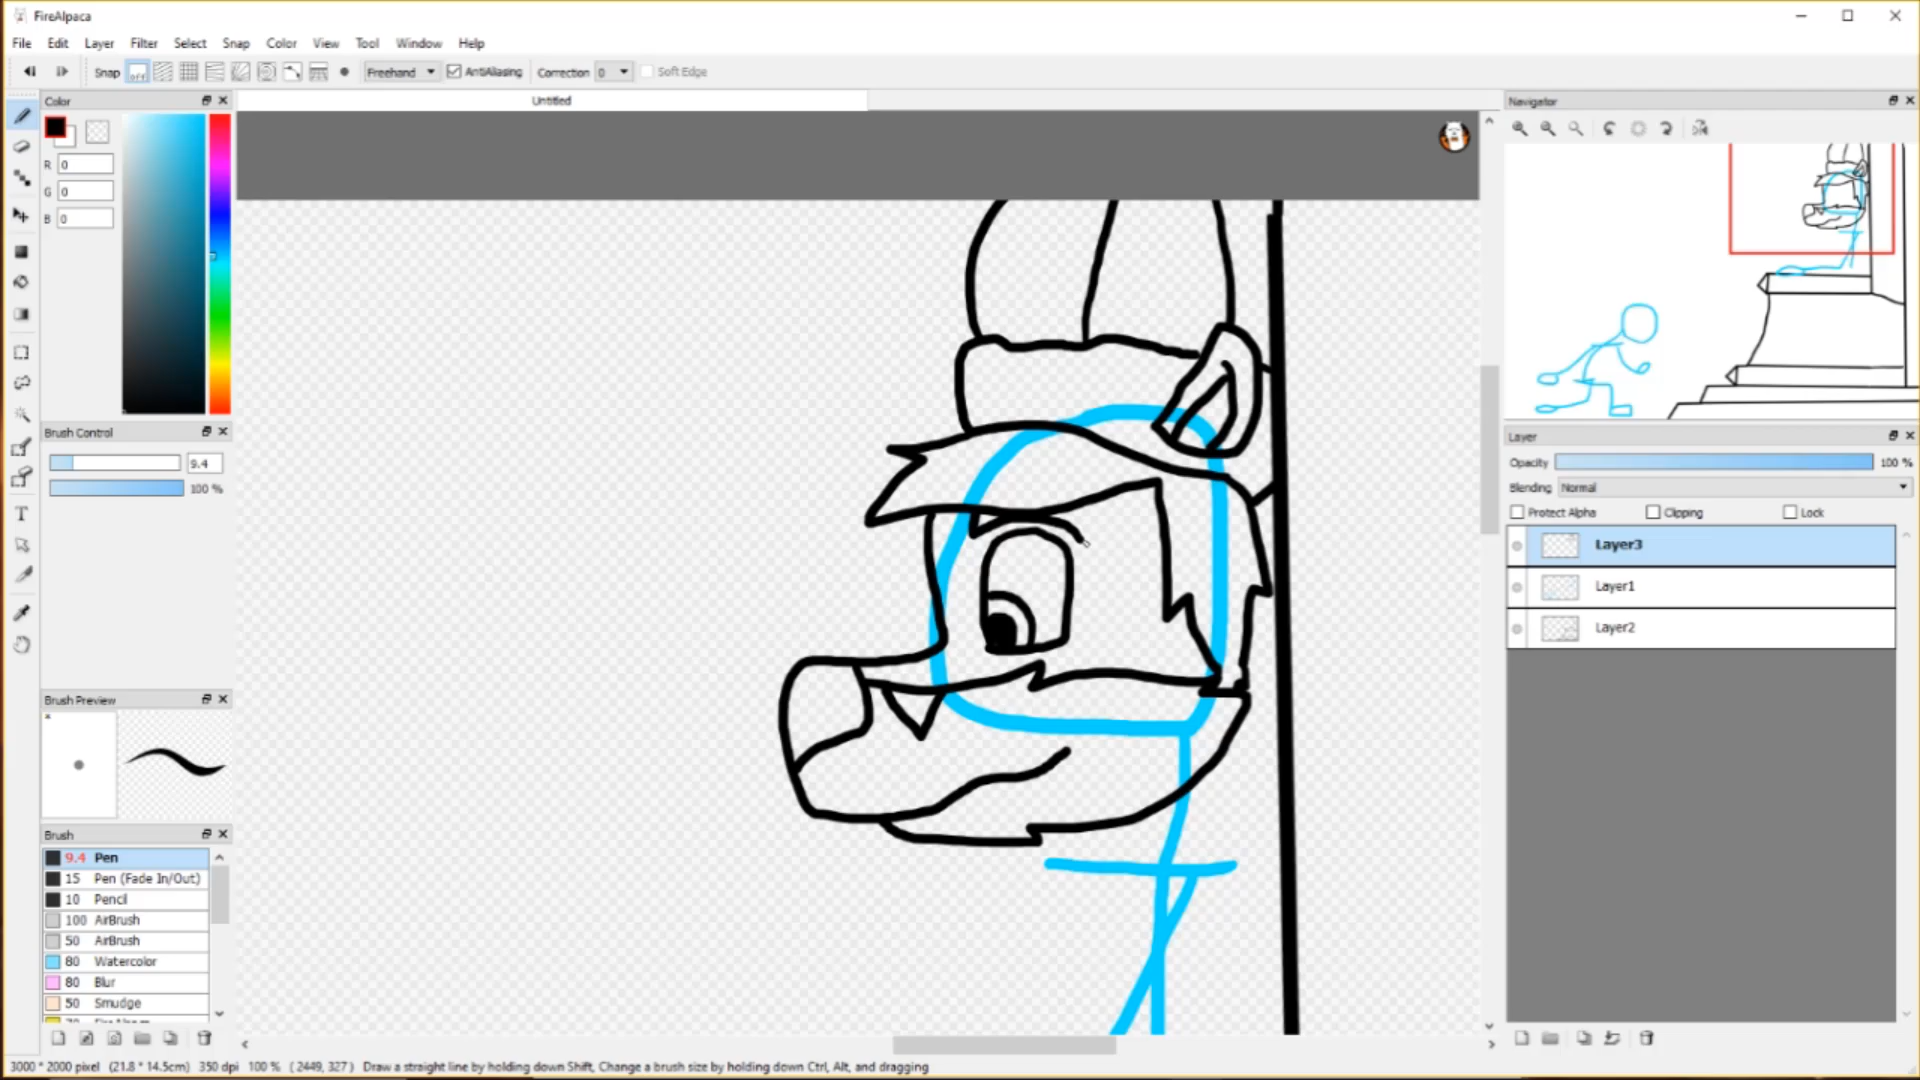 FireAlpaca
File Edit Layer Filter Select Snap Color View Tool Window Help
Snap off Freehand AntiAliasing Correction 0 Soft Edge
Color
R 0
G 0
B 0
Brush Control
9.4
100 %
Brush Preview
Brush
9.4 Pen
15 Pen (Fade In/Out)
10 Pencil
100 AirBrush
50 AirBrush
80 Watercolor
80 Blur
50 Smudge
Untitled
Navigator
Layer
Opacity 100 %
Blending Normal
Protect Alpha Clipping Lock
Layer3
Layer1
Layer2
3000 * 2000 pixel (21.8 * 14.5cm) 350 dpi 100 % ( 2449, 327 ) Draw a straight line by holding down Shift, Change a brush size by holding down Ctrl, Alt, and dragging